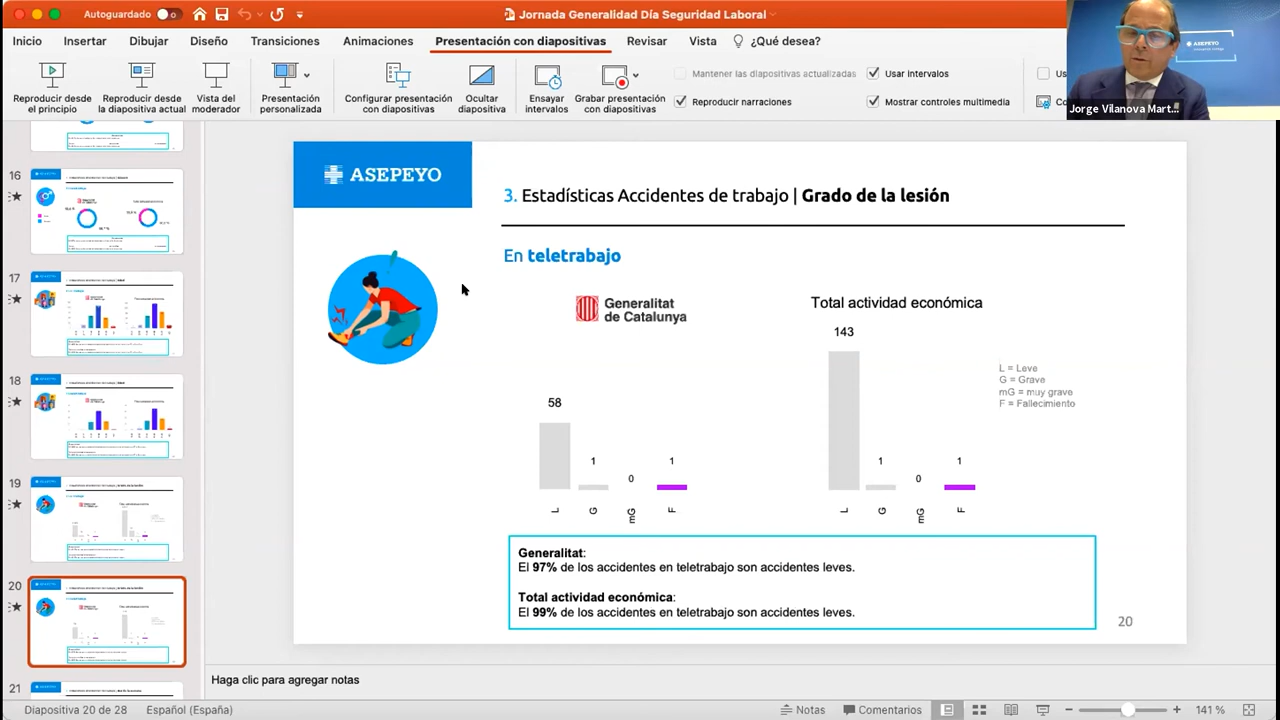 Autoguardado
Jornada Generalidad Día Seguridad Laboral
Inicio
Insertar
Dibujar
Diseño
Transiciones
Animaciones
Presentación con diapositivas
Revisar
Vista
¿Qué desea?
Reproducir desde
el principio
Reproducir desde
la diapositiva actual
Vista del
moderador
Presentación
personalizada
Configurar presentación
con diapositivas
Ocultar
diapositiva
Ensayar
intervalos
Grabar presentación
con diapositivas
Mantener las diapositivas actualizadas
Reproducir narraciones
Usar intervalos
Mostrar controles multimedia
ASEPEYO
Jorge Vilanova Mart...
16
17
18
19
20
21
ASEPEYO
3. Estadísticas Accidentes de trabajo | Grado de la lesión
En teletrabajo
Generalitat
de Catalunya
Total actividad económica
58
1
0
1
L
G
mG
F
143
1
0
1
L
G
mG
F
L = Leve
G = Grave
mG = muy grave
F = Fallecimiento
Generalitat:
El 97% de los accidentes en teletrabajo son accidentes leves.
Total actividad económica:
El 99% de los accidentes en teletrabajo son accidentes leves.
20
Haga clic para agregar notas
Diapositiva 20 de 28
Español (España)
Notas
Comentarios
141 %